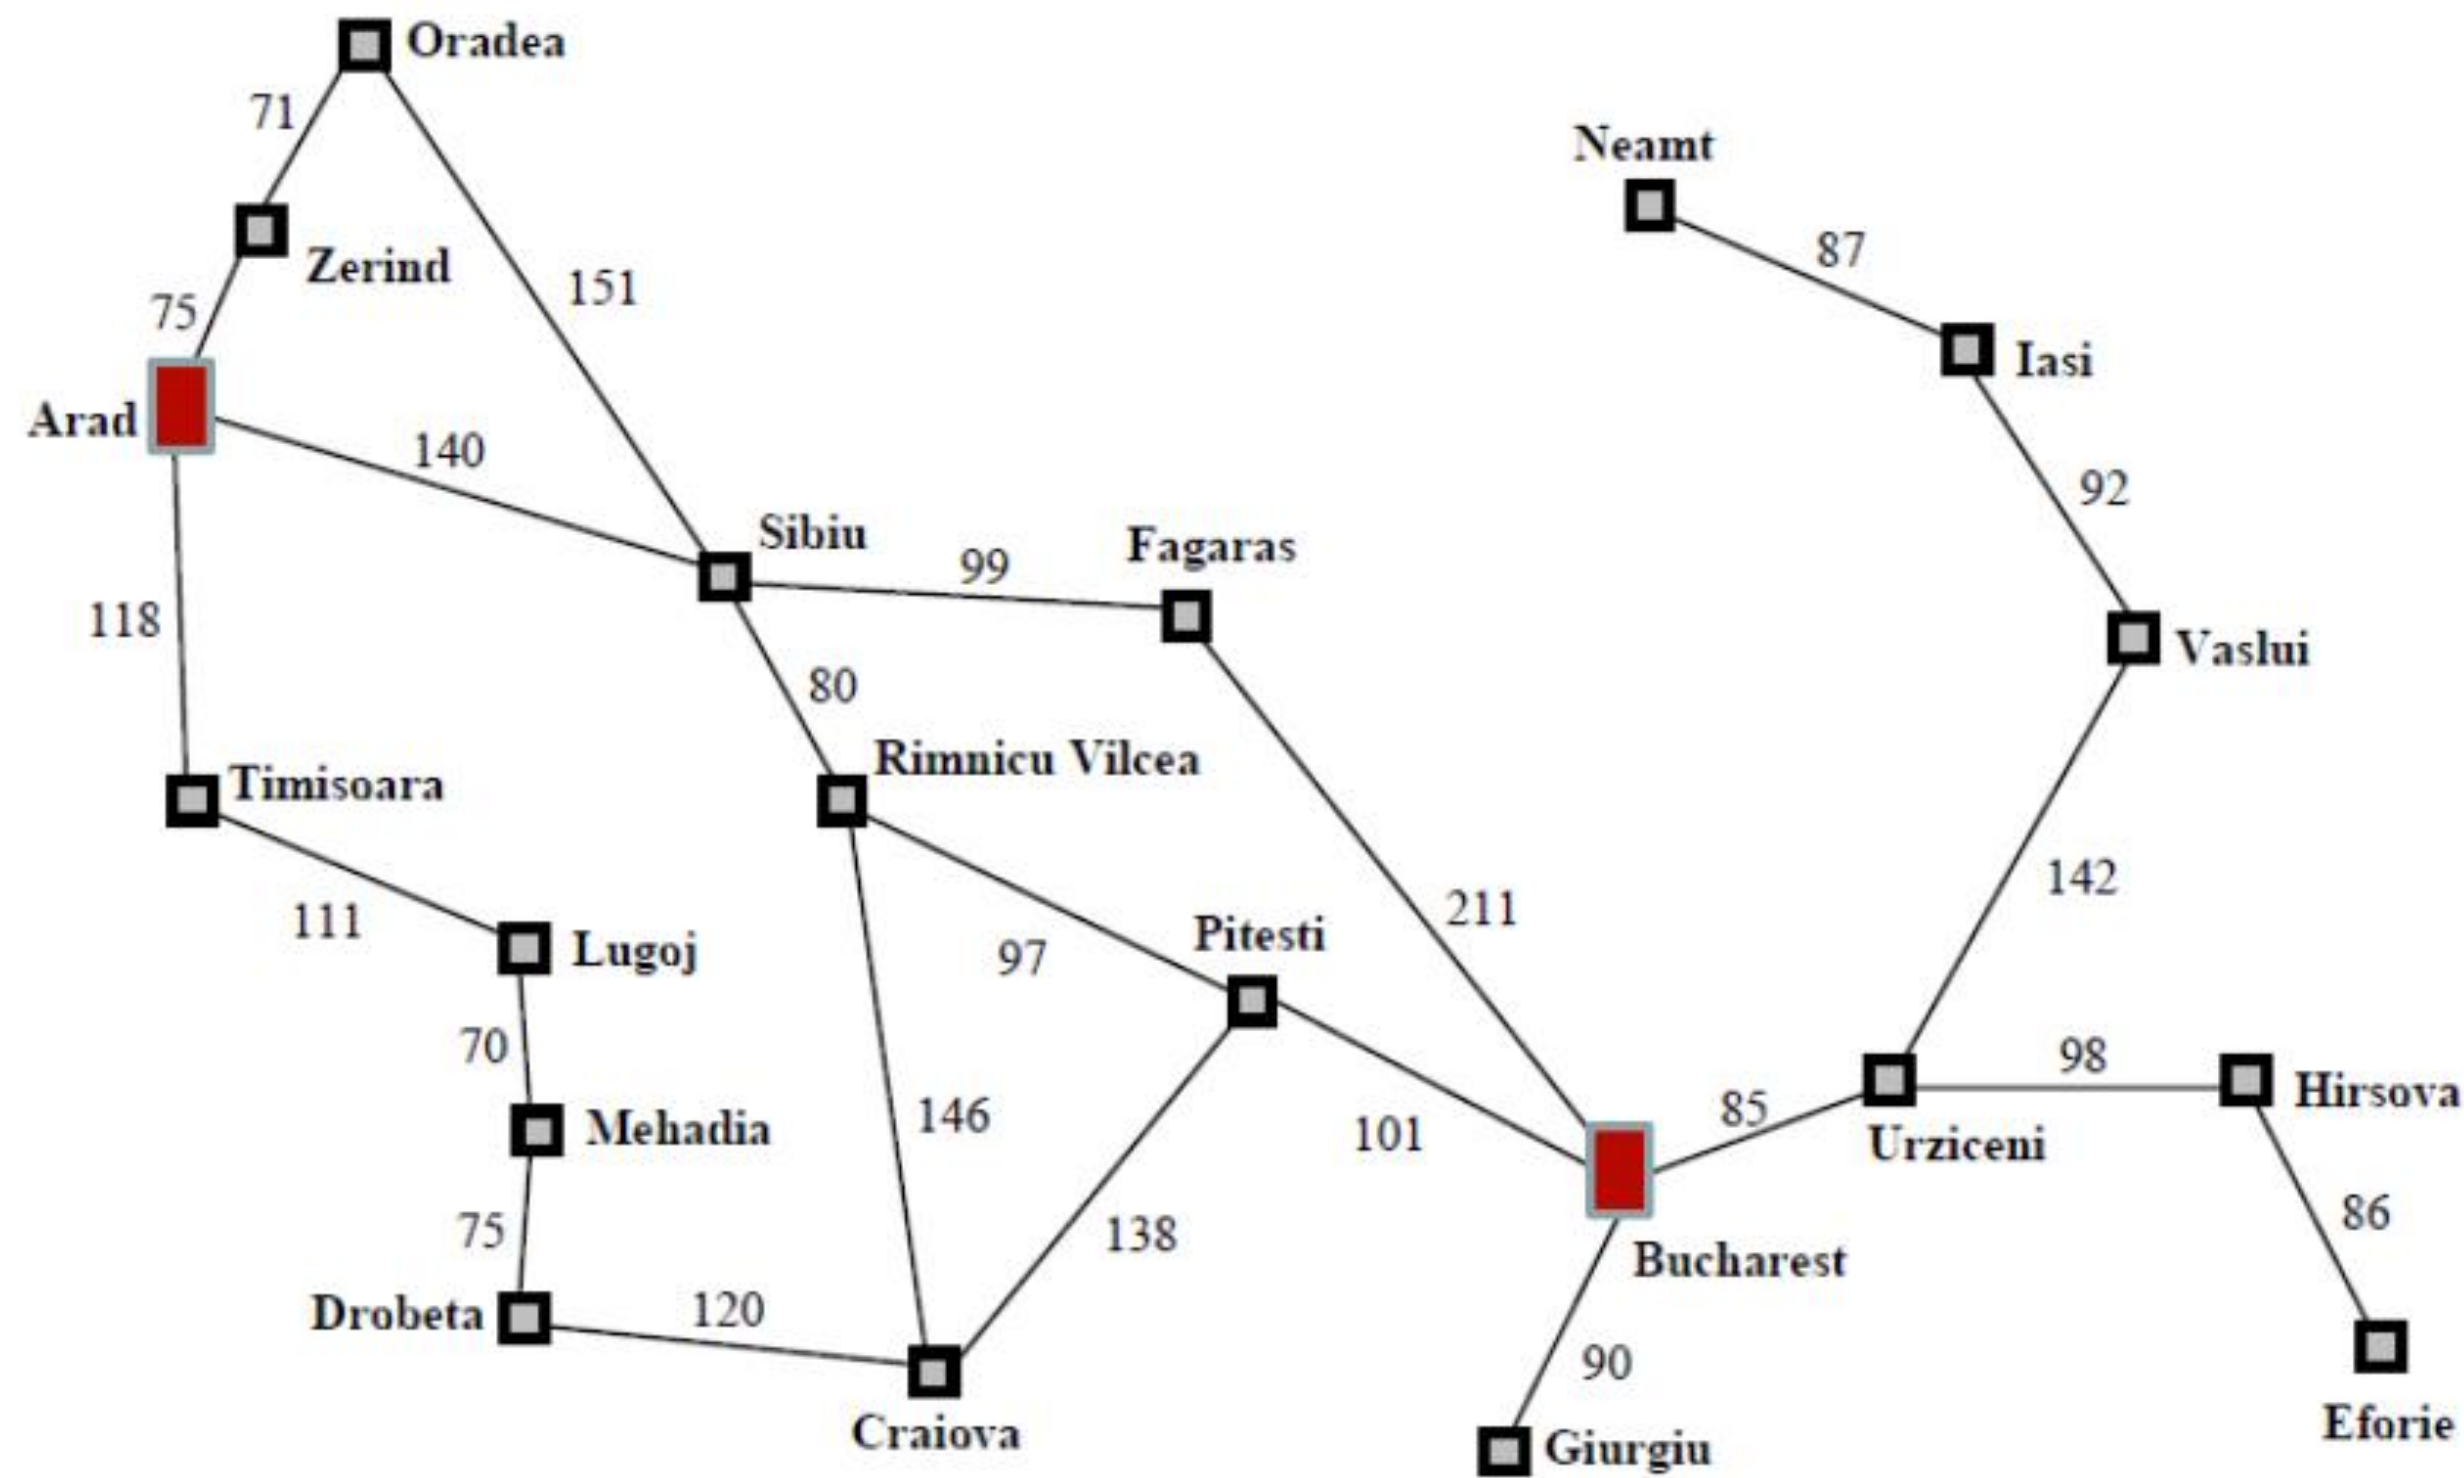 Oradea
71
Neamt
87
Zerind
151
75
Iasi
Arad
140
92
Sibiu
99
Fagaras
118
Vaslui
80
Timisoara
Rimnicu Vilcea
142
111
Lugoj
97
Pitesti
211
70
98
Hirsova
Mehadia
146
101
85
Urziceni
75
138
86
Bucharest
Drobeta
120
90
Craiova
Giurgiu
Eforie